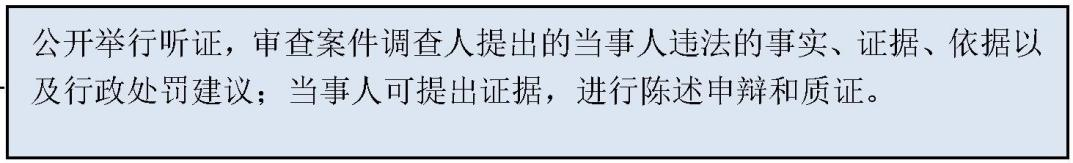 公开举行听证，审查案件调查人提出的当事人违法的事实、证据、依据以
及行政处罚建议；当事人可提出证据，进行陈述申辩和质证。